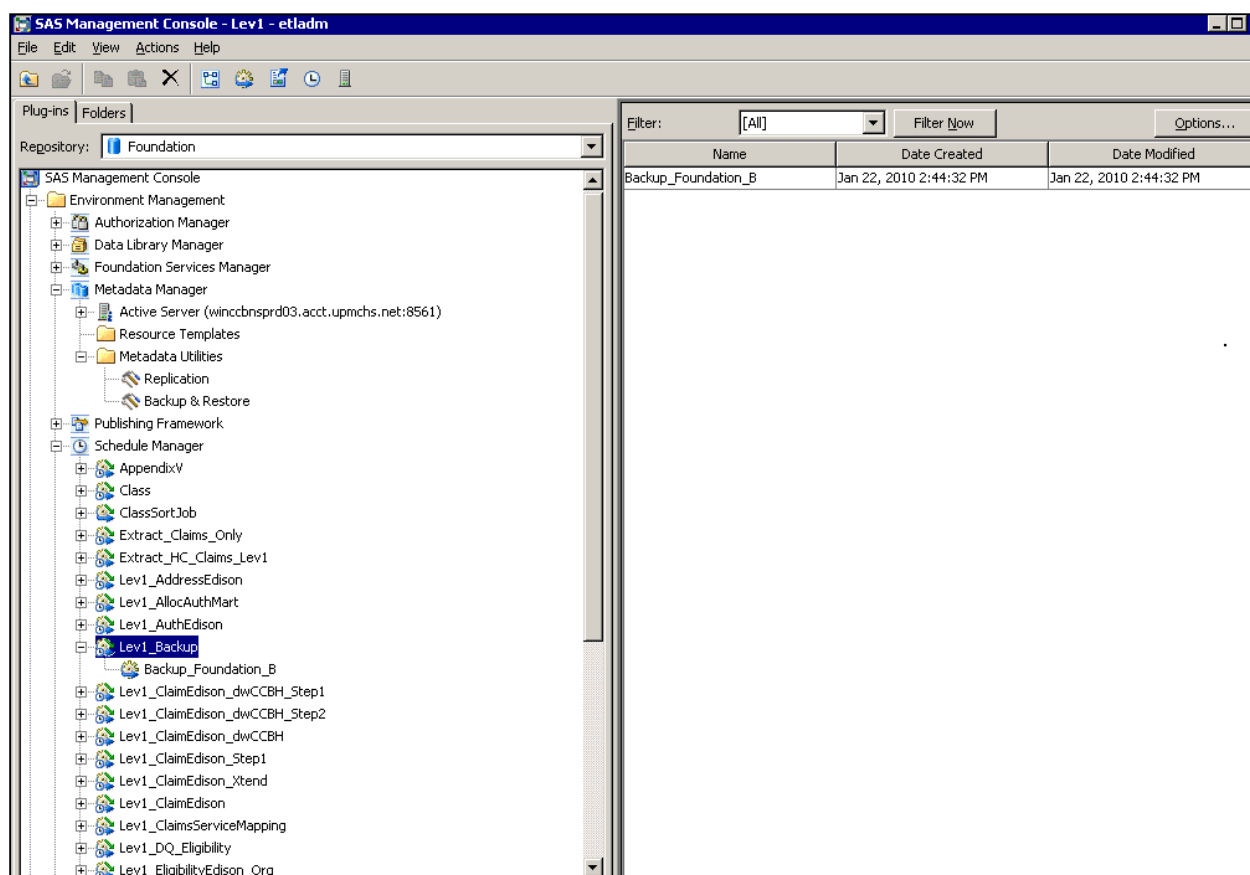 SAS Management Console - Lev1 - etladm
File Edit View Actions Help
Plug-ins Folders
Repository: Foundation
SAS Management Console
Environment Management
Authorization Manager
Data Library Manager
Foundation Services Manager
Metadata Manager
Active Server (winccbnsprd03.acct.upmchs.net:8561)
Resource Templates
Metadata Utilities
Replication
Backup & Restore
Publishing Framework
Schedule Manager
AppendixV
Class
ClassSortJob
Extract_Claims_Only
Extract_HC_Claims_Lev1
Lev1_AddressEdison
Lev1_AllocAuthMart
Lev1_AuthEdison
Lev1_Backup
Backup_Foundation_B
Lev1_ClaimEdison_dwCCBH_Step1
Lev1_ClaimEdison_dwCCBH_Step2
Lev1_ClaimEdison_dwCCBH
Lev1_ClaimEdison_Step1
Lev1_ClaimEdison_Xtend
Lev1_ClaimEdison
Lev1_ClaimsServiceMapping
Lev1_DQ_Eligibility
Lev1_EligibilityEdison_Org
Filter: [All] Filter Now Options...
Name Date Created Date Modified
Backup_Foundation_B Jan 22, 2010 2:44:32 PM Jan 22, 2010 2:44:32 PM